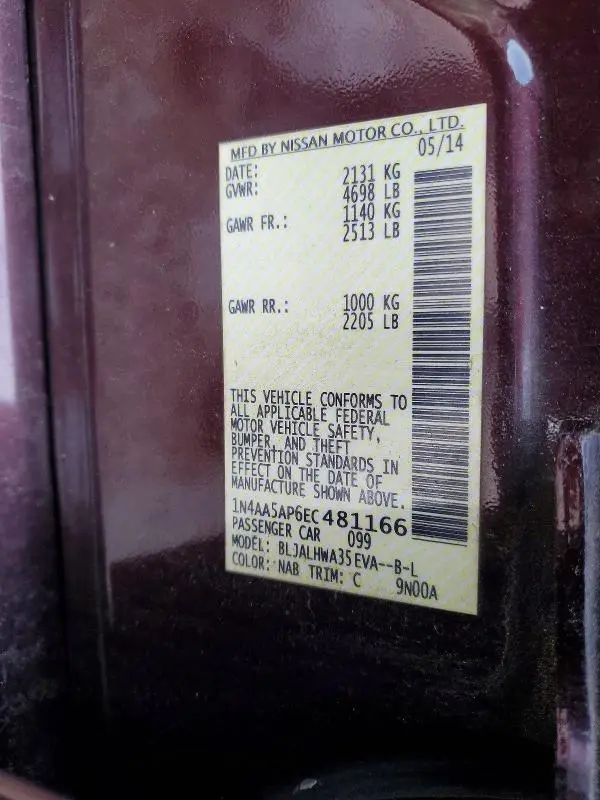 MFD BY NISSAN MOTOR CO., LTD.
DATE: 05/14
GVWR: 2131 KG
4698 LB
GAWR FR.: 1140 KG
2513 LB
GAWR RR.: 1000 KG
2205 LB
THIS VEHICLE CONFORMS TO
ALL APPLICABLE FEDERAL
MOTOR VEHICLE SAFETY,
BUMPER, AND THEFT
PREVENTION STANDARDS IN
EFFECT ON THE DATE OF
MANUFACTURE SHOWN ABOVE.
1N4AA5AP6EC481166
PASSENGER CAR 099
MODEL: BLJALHWA35EVA--B-L
COLOR: NAB TRIM: C 9N00A